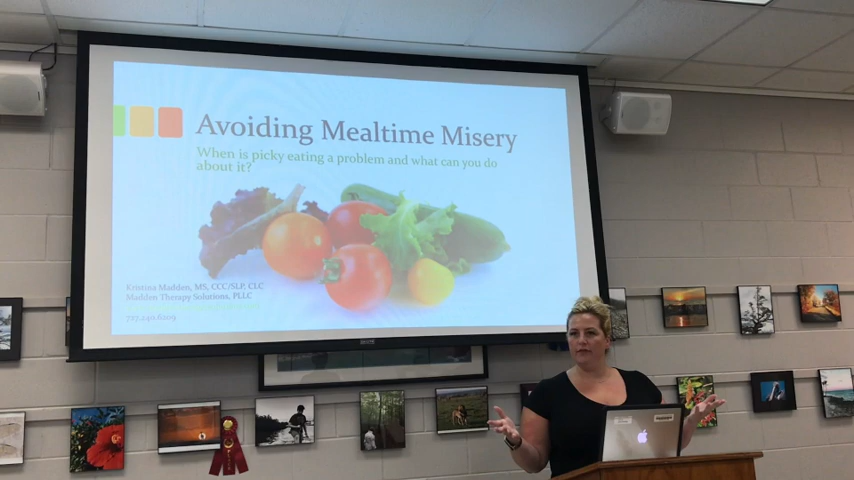 Avoiding Mealtime Misery
When is picky eating a problem and what can you do
about it?
Kristina Madden, MS, CCC/SLP, CLC
Madden Therapy Solutions, PLLC
727.240.6209